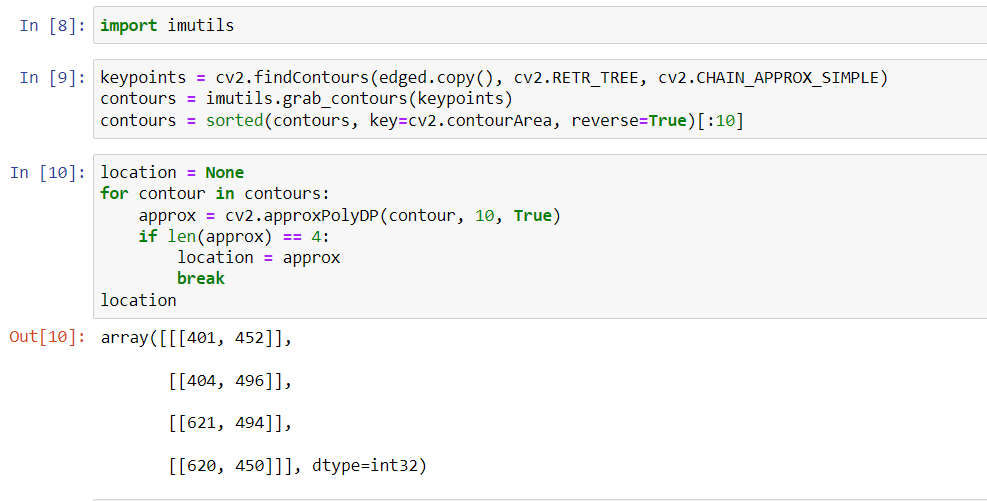 In [8]: import imutils
In [9]: keypoints = cv2.findContours(edged.copy(), cv2.RETR_TREE, cv2.CHAIN_APPROX_SIMPLE)
contours = imutils.grab_contours(keypoints)
contours = sorted(contours, key=cv2.contourArea, reverse=True)[:10]
In [10]: location = None
for contour in contours:
    approx = cv2.approxPolyDP(contour, 10, True)
    if len(approx) == 4:
        location = approx
        break
location
Out[10]: array([[[401, 452]],
[[404, 496]],
[[621, 494]],
[[620, 450]]], dtype=int32)